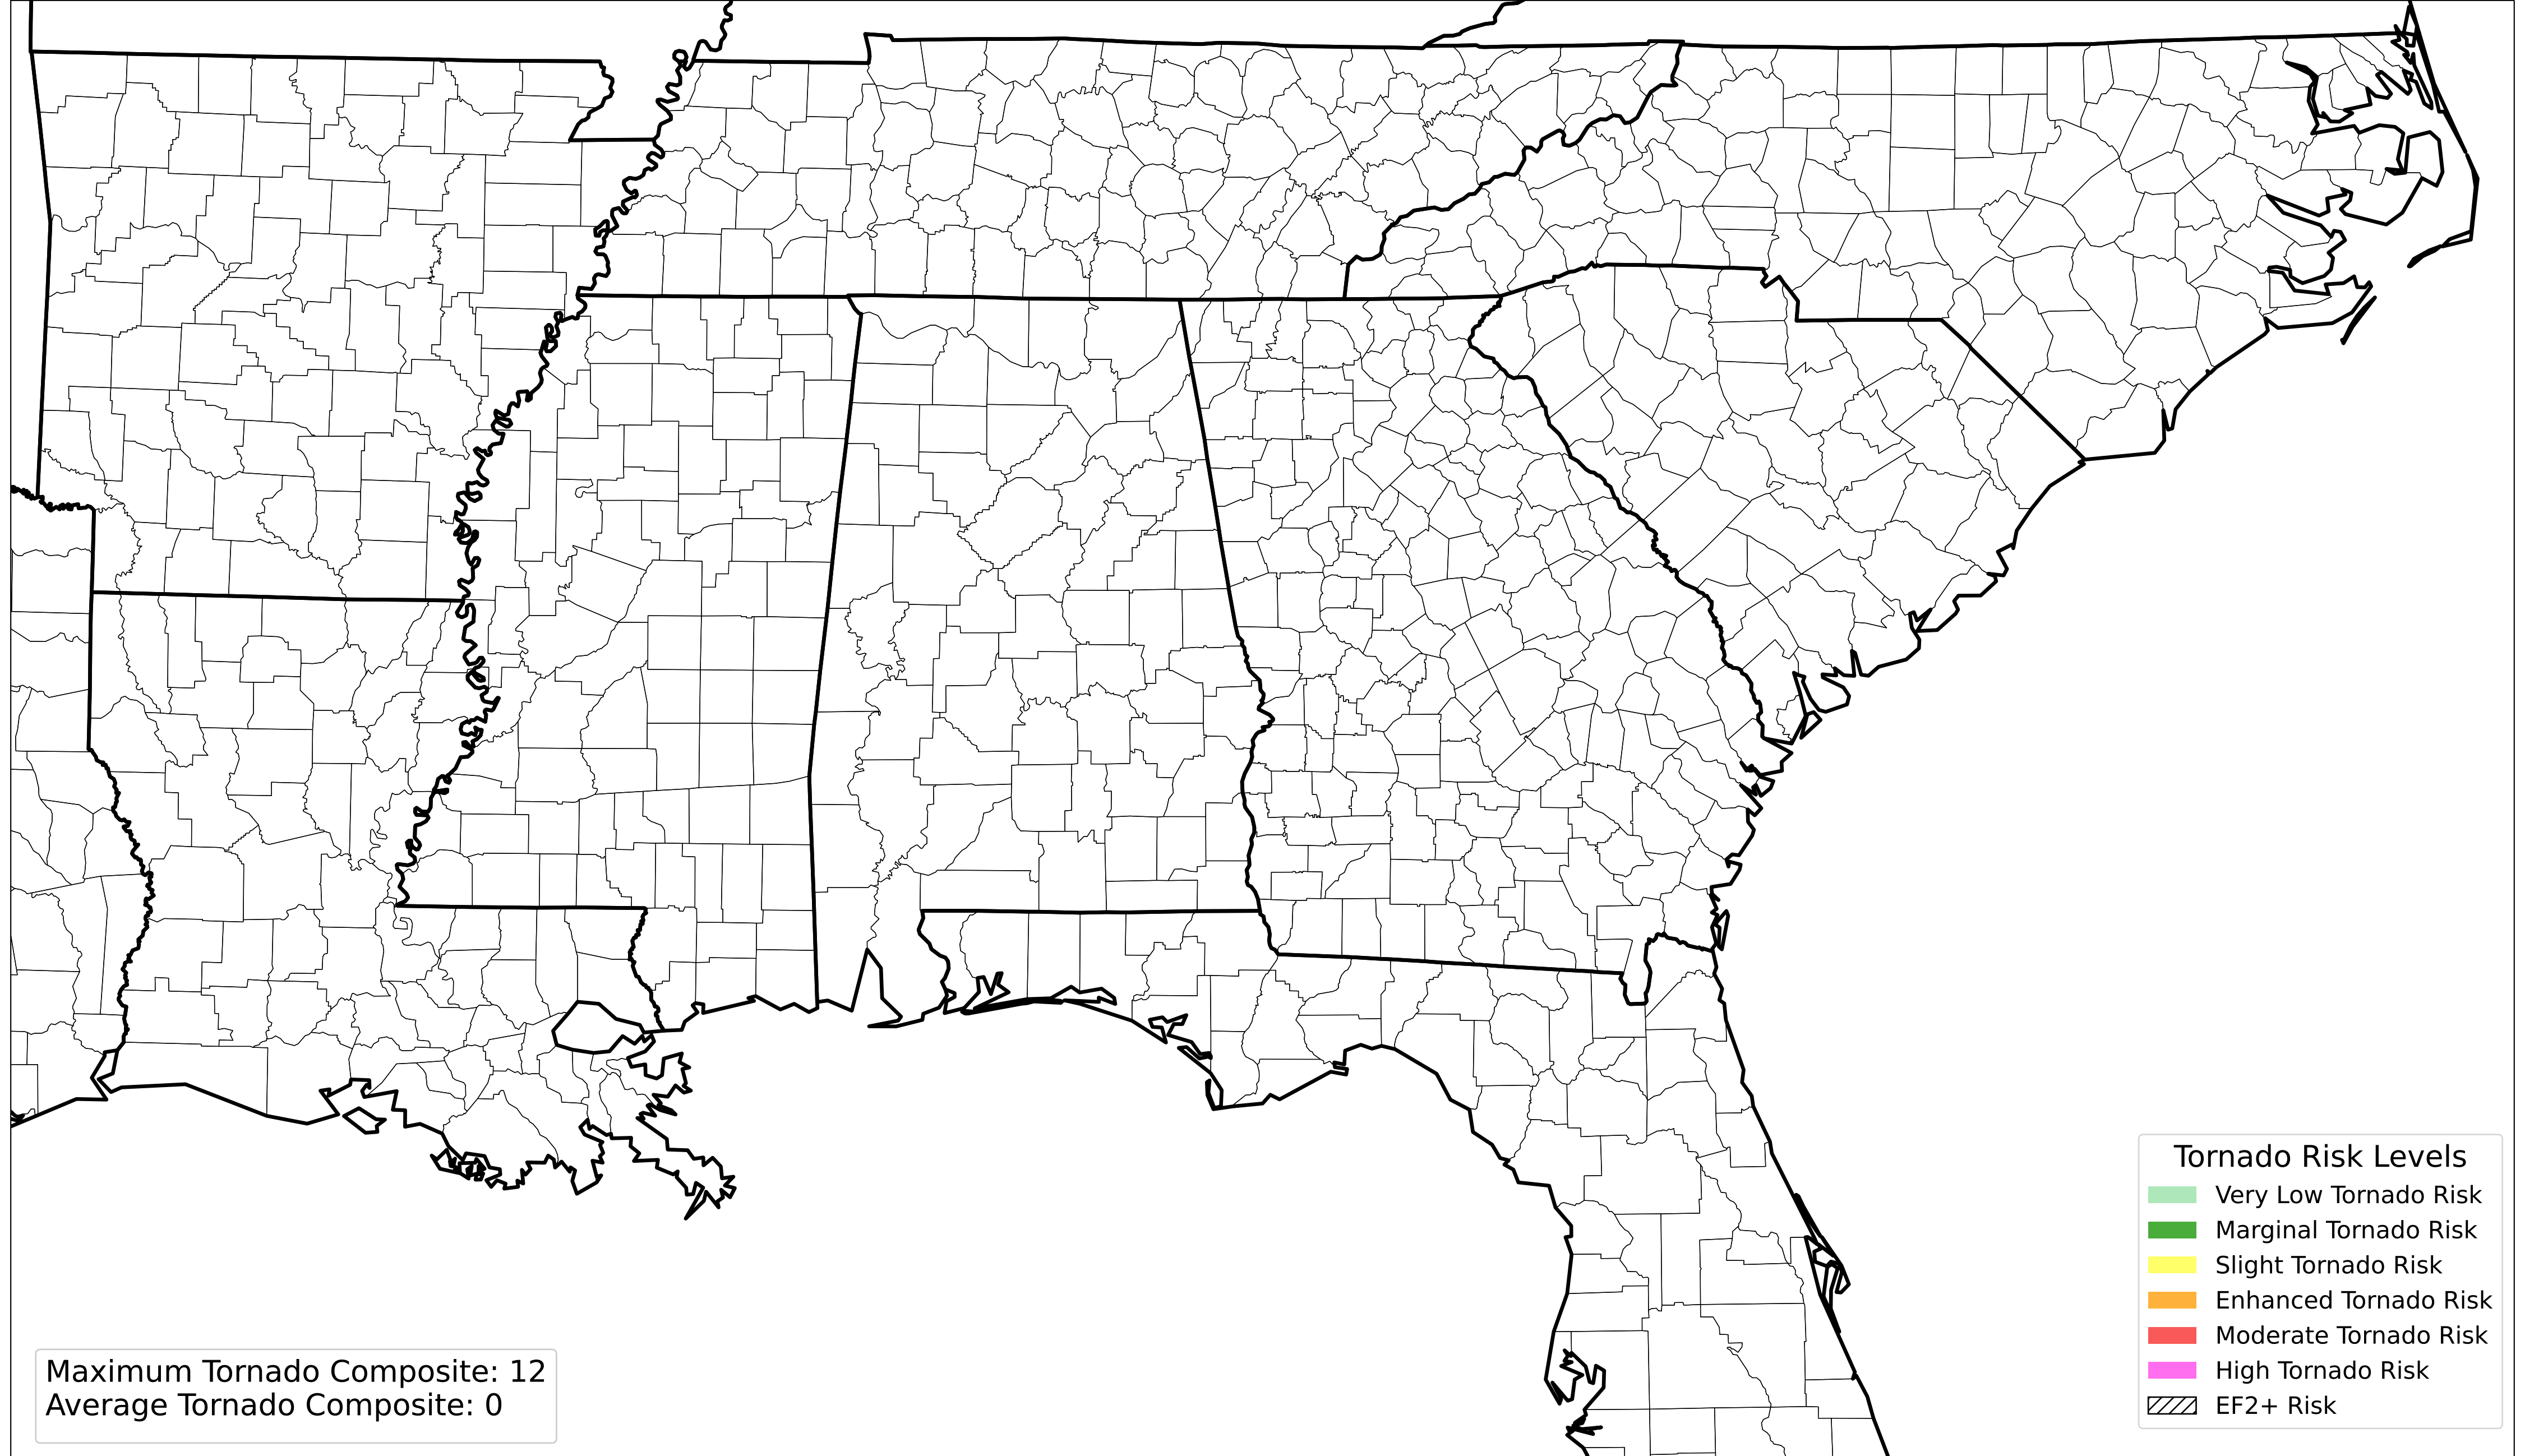 Maximum Tornado Composite: 12
Average Tornado Composite: 0
Tornado Risk Levels
Very Low Tornado Risk
Marginal Tornado Risk
Slight Tornado Risk
Enhanced Tornado Risk
Moderate Tornado Risk
High Tornado Risk
EF2+ Risk